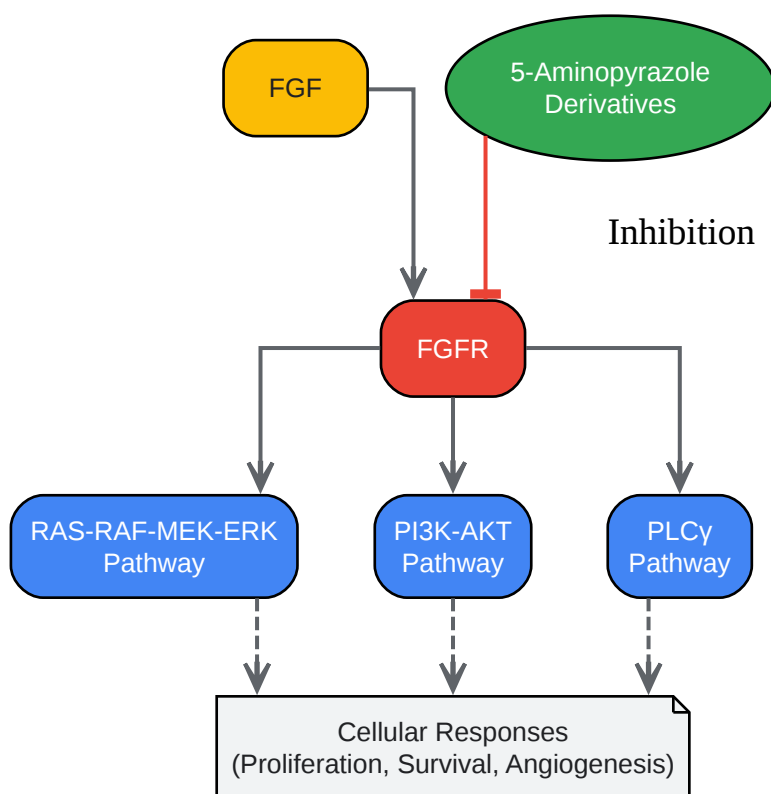 FGF
5-Aminopyrazole
Derivatives
Inhibition
FGFR
RAS-RAF-MEK-ERK
Pathway
PI3K-AKT
Pathway
PLCγ
Pathway
Cellular Responses
(Proliferation, Survival, Angiogenesis)